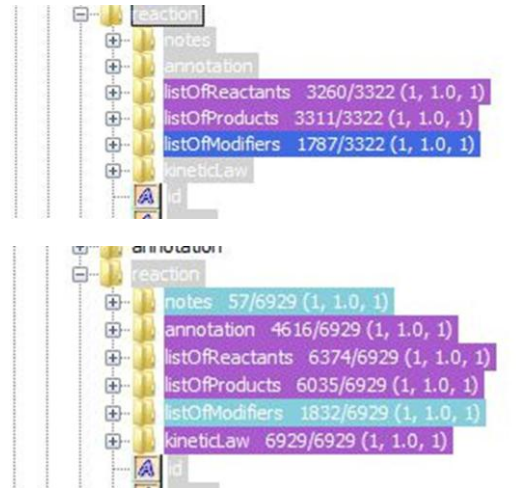 reaction
notes
annotation
listOfReactants 3260/3322 (1, 1.0, 1)
listOfProducts 3311/3322 (1, 1.0, 1)
listOfModifiers 1787/3322 (1, 1.0, 1)
kineticLaw
A id
annotation
reaction
notes 57/6929 (1, 1.0, 1)
annotation 4616/6929 (1, 1.0, 1)
listOfReactants 6374/6929 (1, 1.0, 1)
listOfProducts 6035/6929 (1, 1.0, 1)
listOfModifiers 1832/6929 (1, 1.0, 1)
kineticLaw 6929/6929 (1, 1.0, 1)
A id